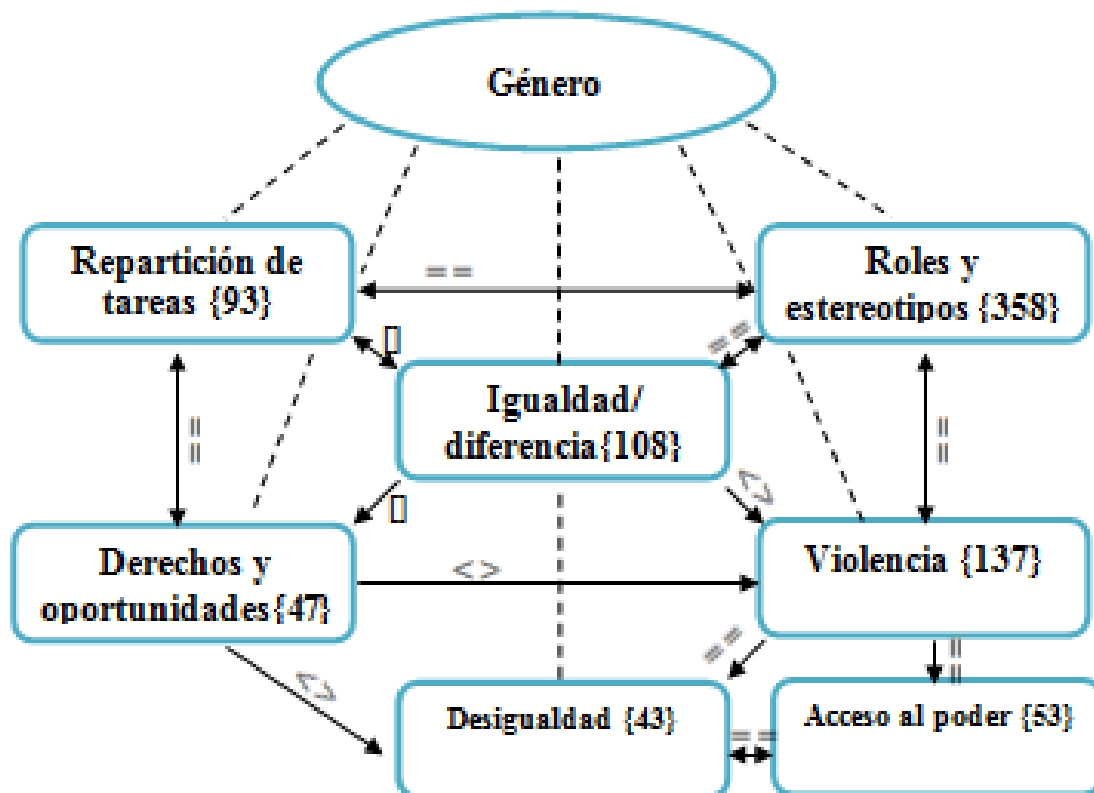 Género
Repartición de
tareas {93}
==
Roles y
estereotipos {358}
▯
==
Igualdad/
diferencia{108}
==
==
▯
<>
Derechos y
oportunidades{47}
<>
Violencia {137}
<>
==
==
Desigualdad {43}
==
Acceso al poder {53}